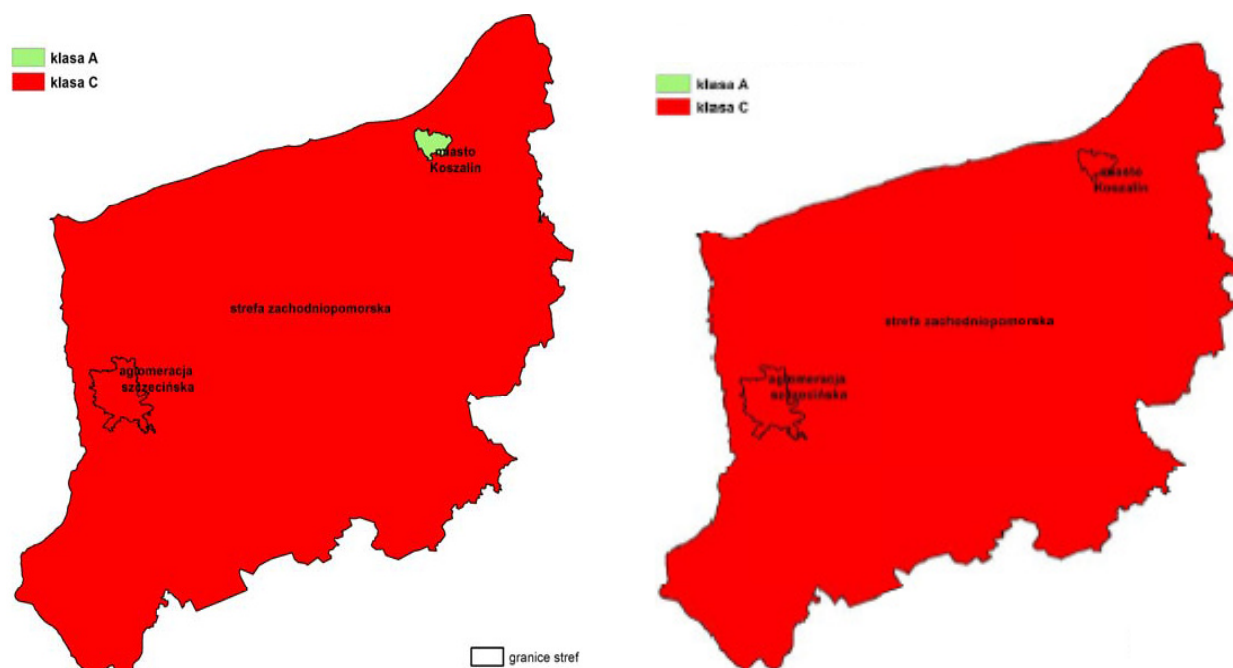 klasa A
klasa C
miasto
Koszalin
strefa zachodniopomorska
aglomeracja
szczecińska
granice stref
klasa A
klasa C
miasto
Koszalin
strefa zachodniopomorska
aglomeracja
szczecińska